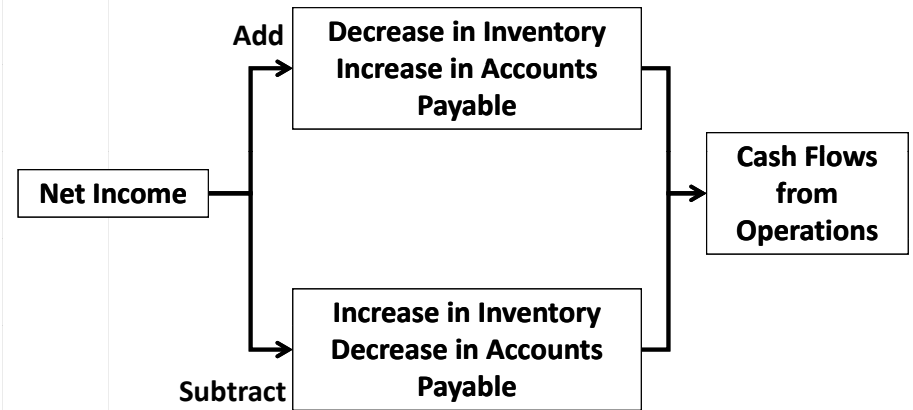 Add
Decrease in Inventory
Increase in Accounts
Payable
Net Income
Cash Flows
from
Operations
Increase in Inventory
Decrease in Accounts
Payable
Subtract